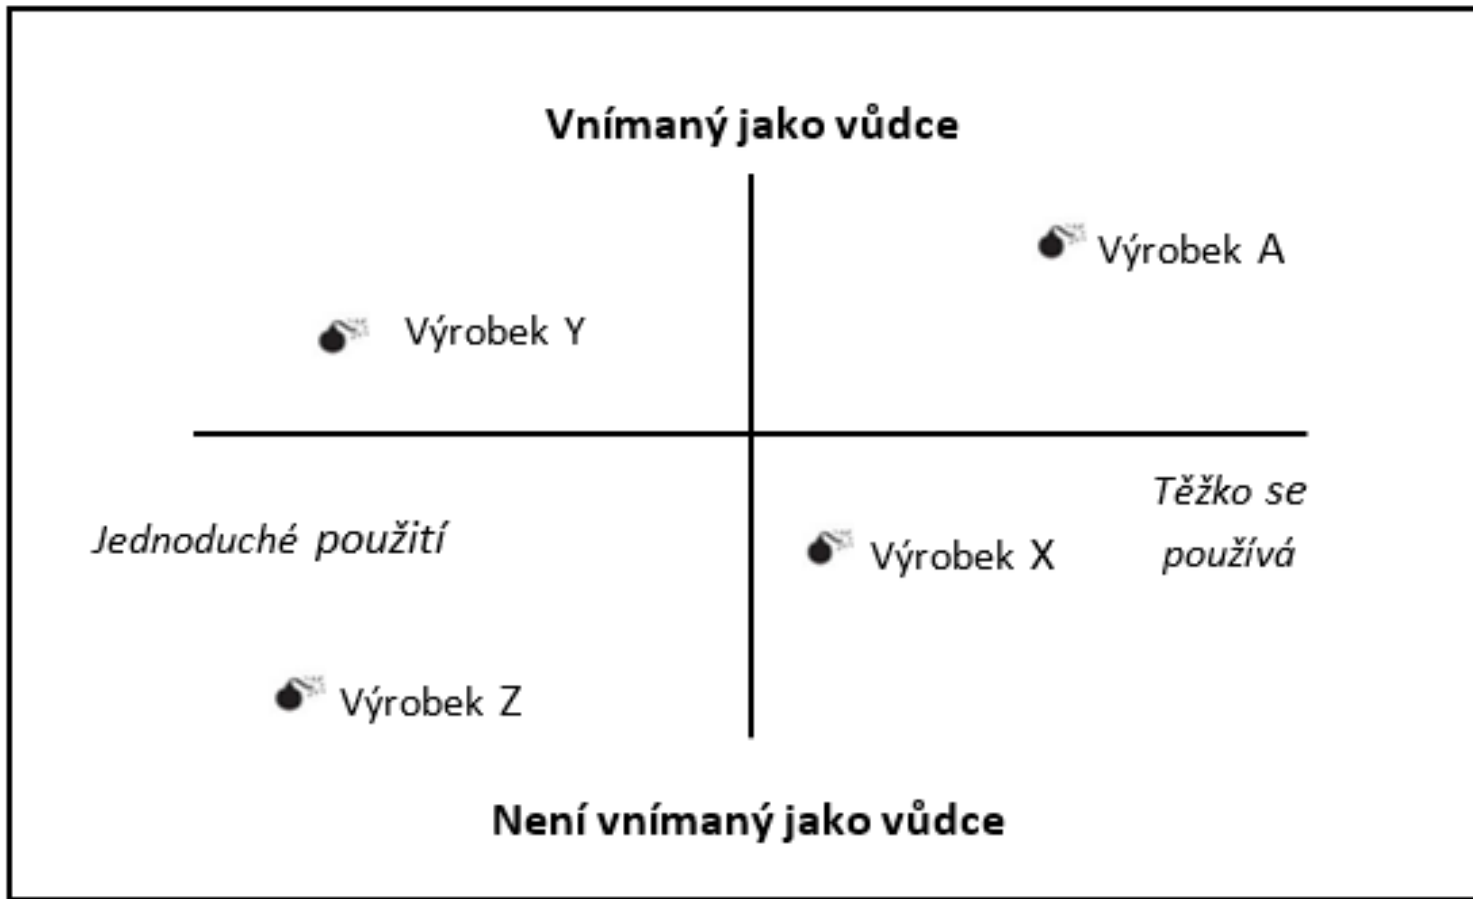 Vnímaný jako vůdce
Výrobek A
Výrobek Y
Těžko se
používá
Jednoduché použití
Výrobek X
Výrobek Z
Není vnímaný jako vůdce